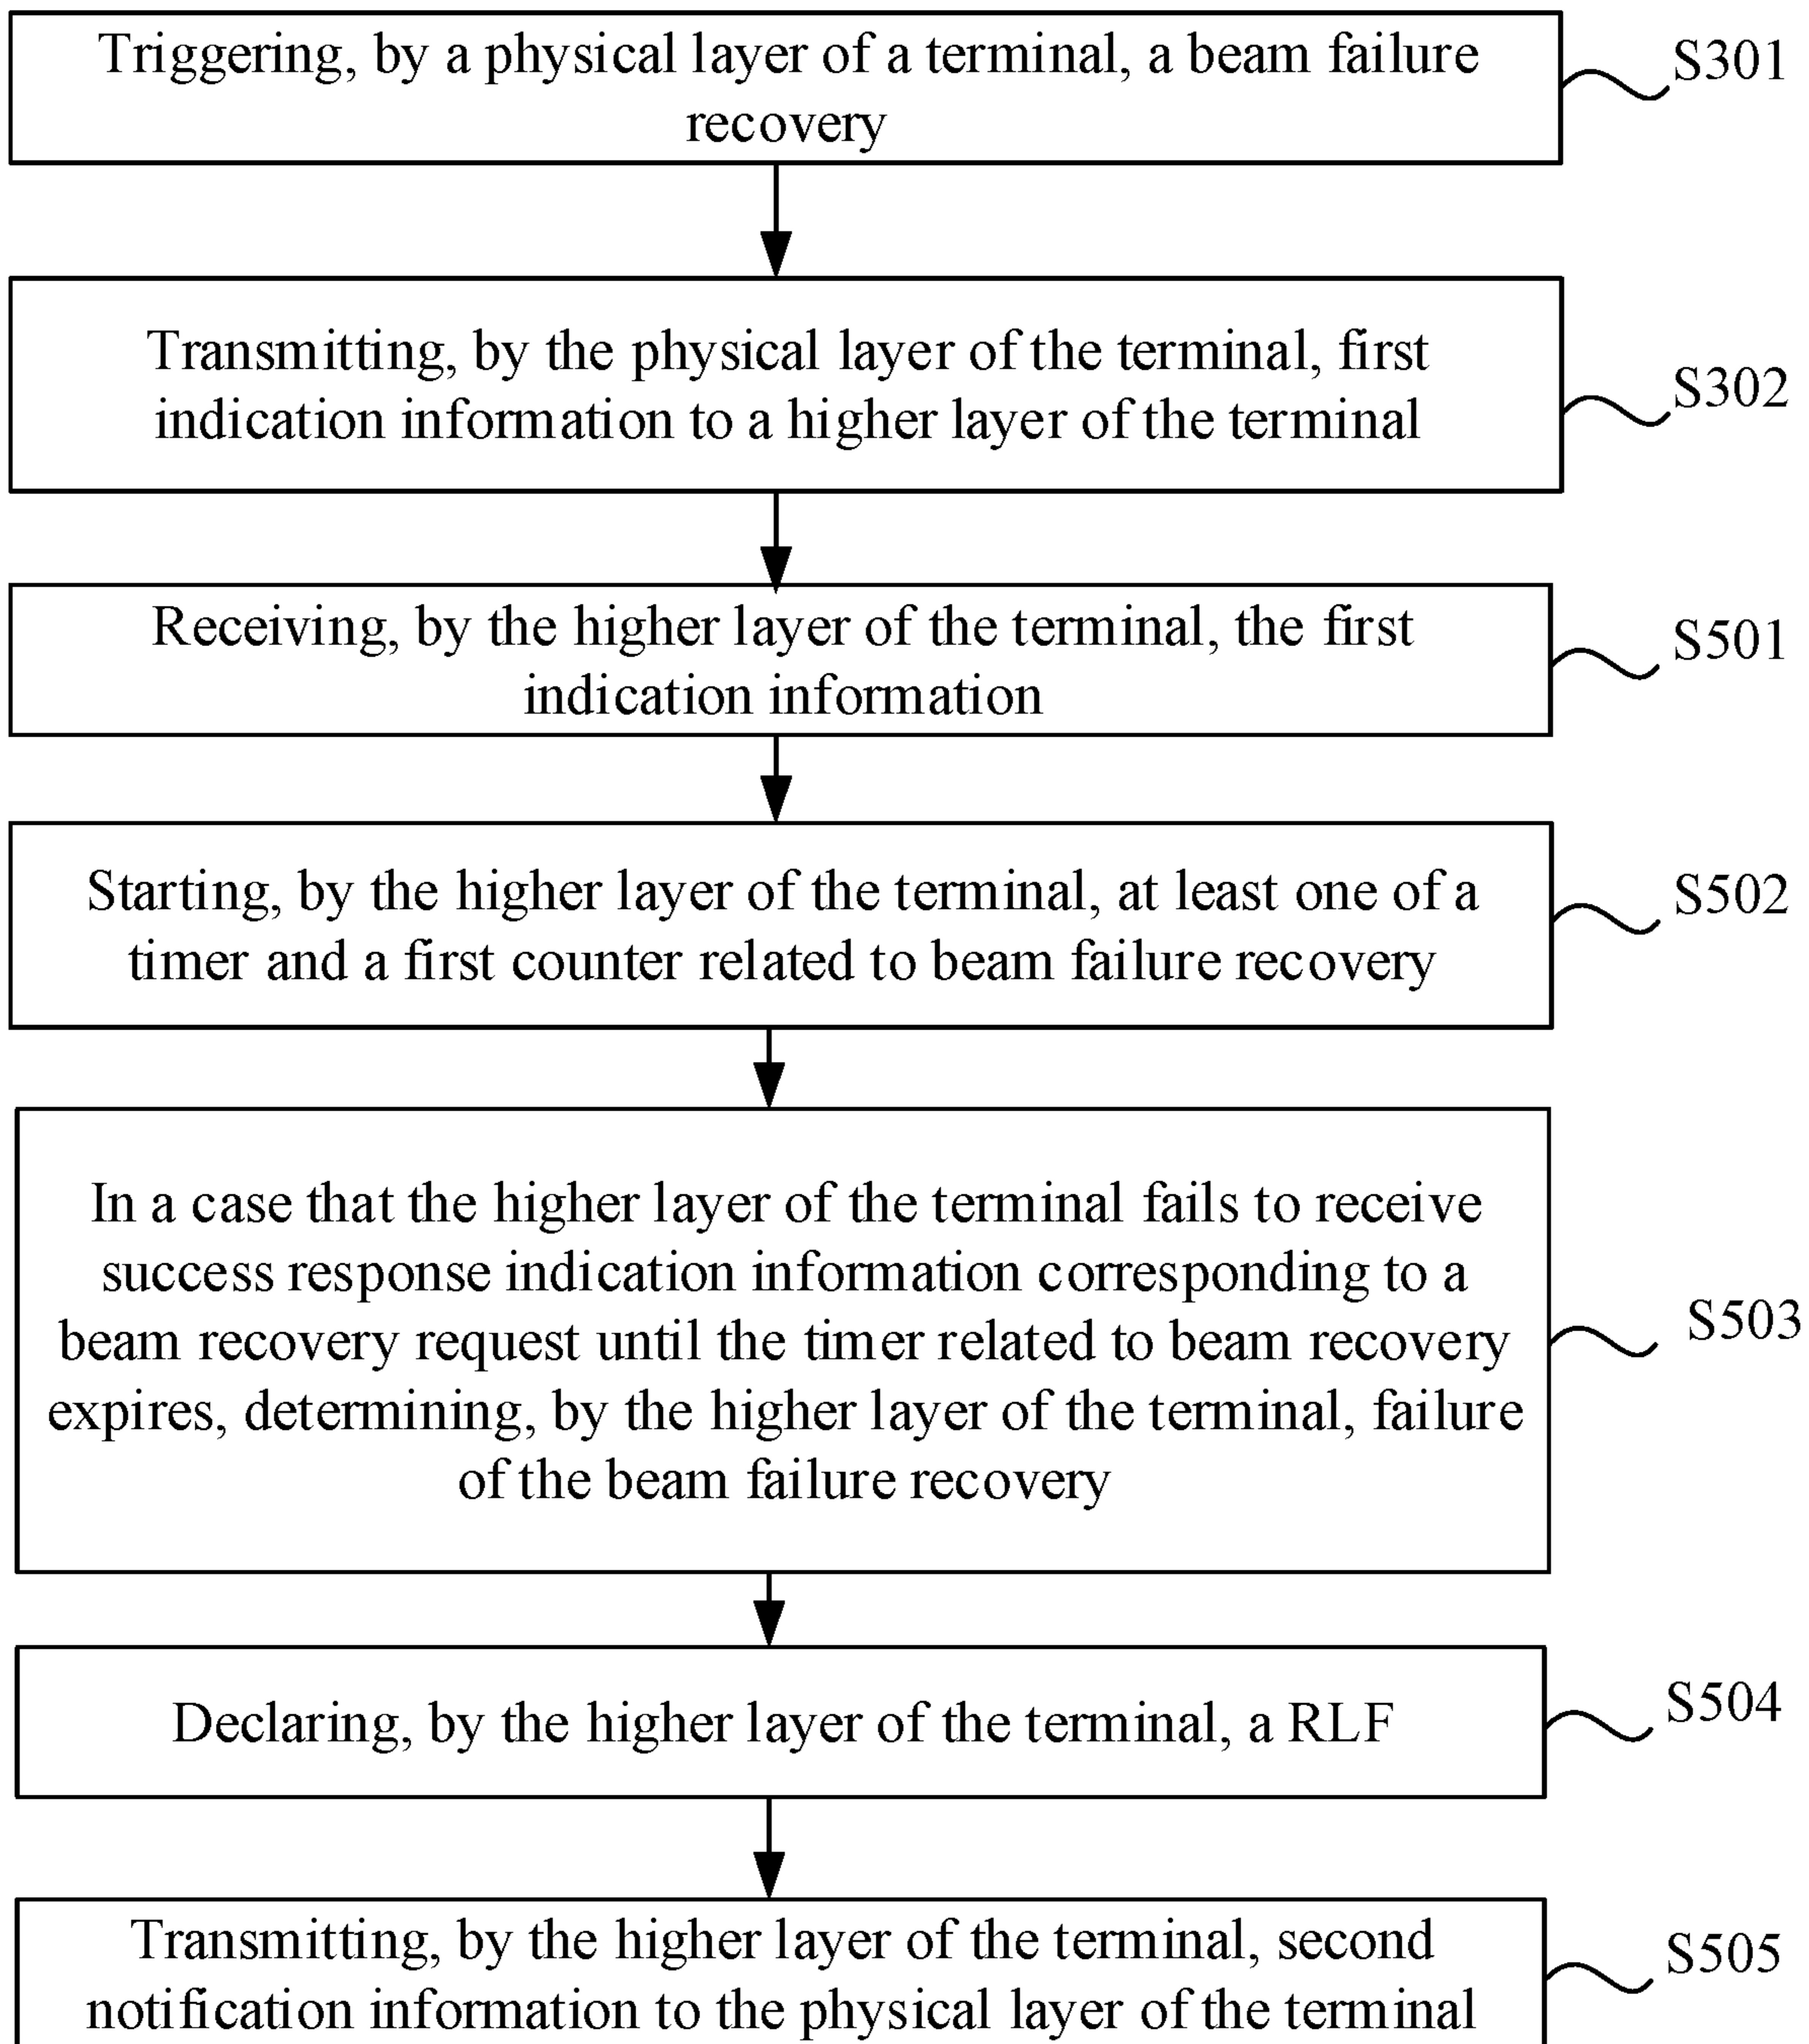 Triggering, by a physical layer of a terminal, a beam failure
recovery
S301
Transmitting, by the physical layer of the terminal, first
indication information to a higher layer of the terminal
S302
Receiving, by the higher layer of the terminal, the first
indication information
S501
Starting, by the higher layer of the terminal, at least one of a
timer and a first counter related to beam failure recovery
S502
In a case that the higher layer of the terminal fails to receive
success response indication information corresponding to a
beam recovery request until the timer related to beam recovery
expires, determining, by the higher layer of the terminal, failure
of the beam failure recovery
S503
Declaring, by the higher layer of the terminal, a RLF
S504
Transmitting, by the higher layer of the terminal, second
notification information to the physical layer of the terminal
S505